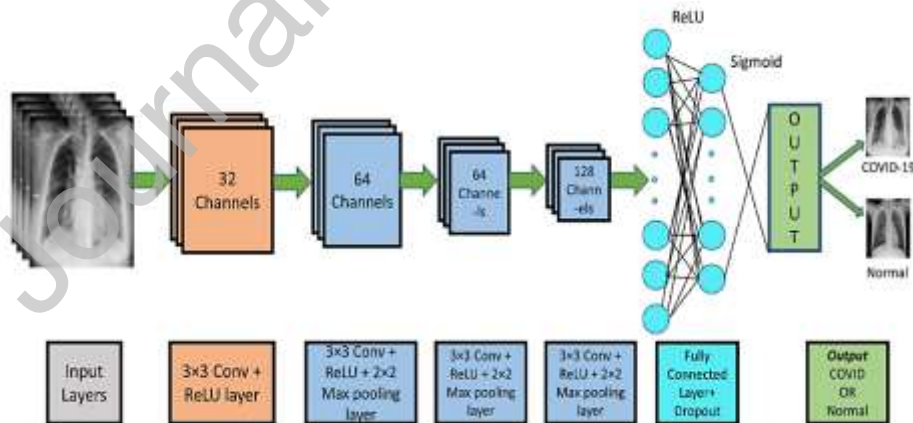 Journal
ReLU
Sigmoid
32
Channels
64
Channels
64
Channe
-ls
128
Chann
-els
O
U
T
P
U
T
COVID-19
Normal
Input
Layers
3×3 Conv +
ReLU layer
3×3 Conv +
ReLU + 2×2
Max pooling
layer
3×3 Conv +
ReLU + 2×2
Max pooling
layer
3×3 Conv +
ReLU + 2×2
Max pooling
layer
Fully
Connected
Layer+
Dropout
Output
COVID
OR
Normal